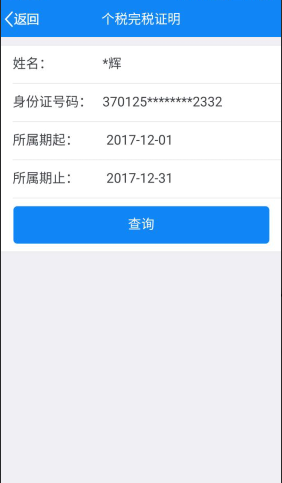 返回 个税完税证明
姓名： *辉
身份证号码： 370125********2332
所属期起： 2017-12-01
所属期止： 2017-12-31
查询